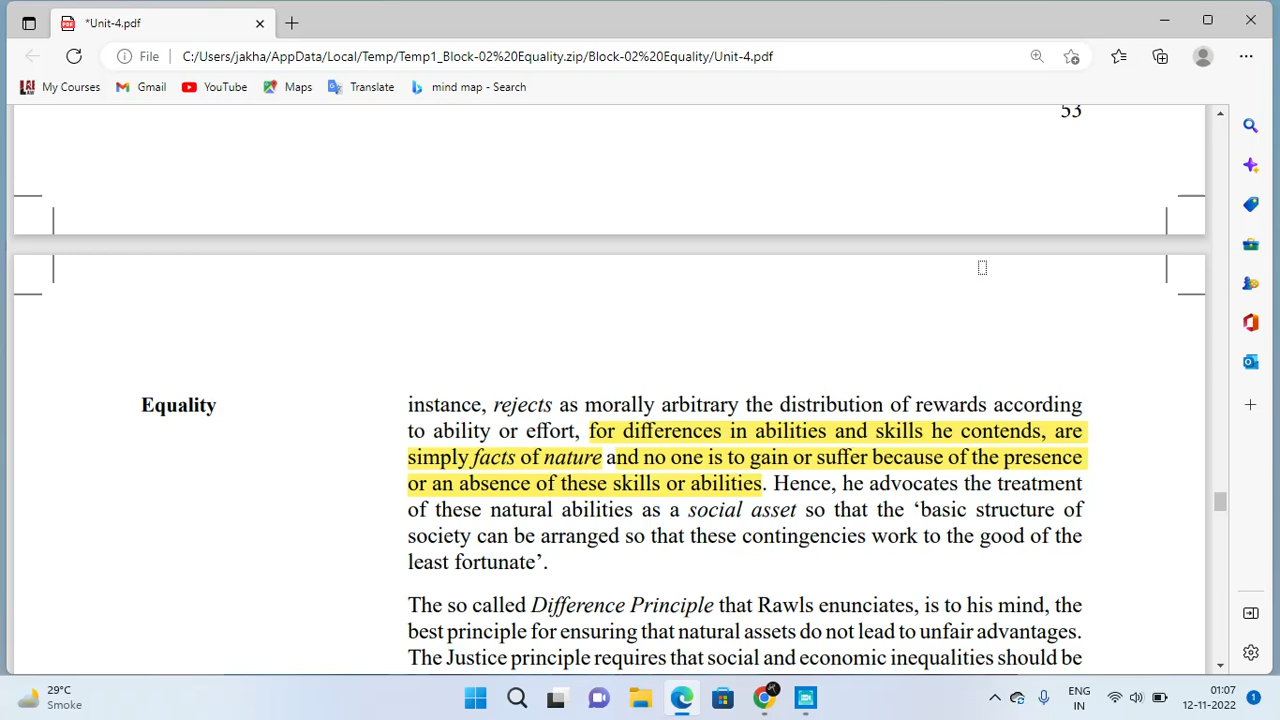 *Unit-4.pdf
File
C:/Users/jakha/AppData/Local/Temp/Temp1_Block-02%20Equality.zip/Block-02%20Equality/Unit-4.pdf
My Courses
Gmail
YouTube
Maps
Translate
mind map - Search
53
Equality
instance, rejects as morally arbitrary the distribution of rewards according
to ability or effort, for differences in abilities and skills he contends, are
simply facts of nature and no one is to gain or suffer because of the presence
or an absence of these skills or abilities. Hence, he advocates the treatment
of these natural abilities as a social asset so that the ‘basic structure of
society can be arranged so that these contingencies work to the good of the
least fortunate’.
The so called Difference Principle that Rawls enunciates, is to his mind, the
best principle for ensuring that natural assets do not lead to unfair advantages.
The Justice principle requires that social and economic inequalities should be
29°C
Smoke
ENG
IN
01:07
12-11-2022
1